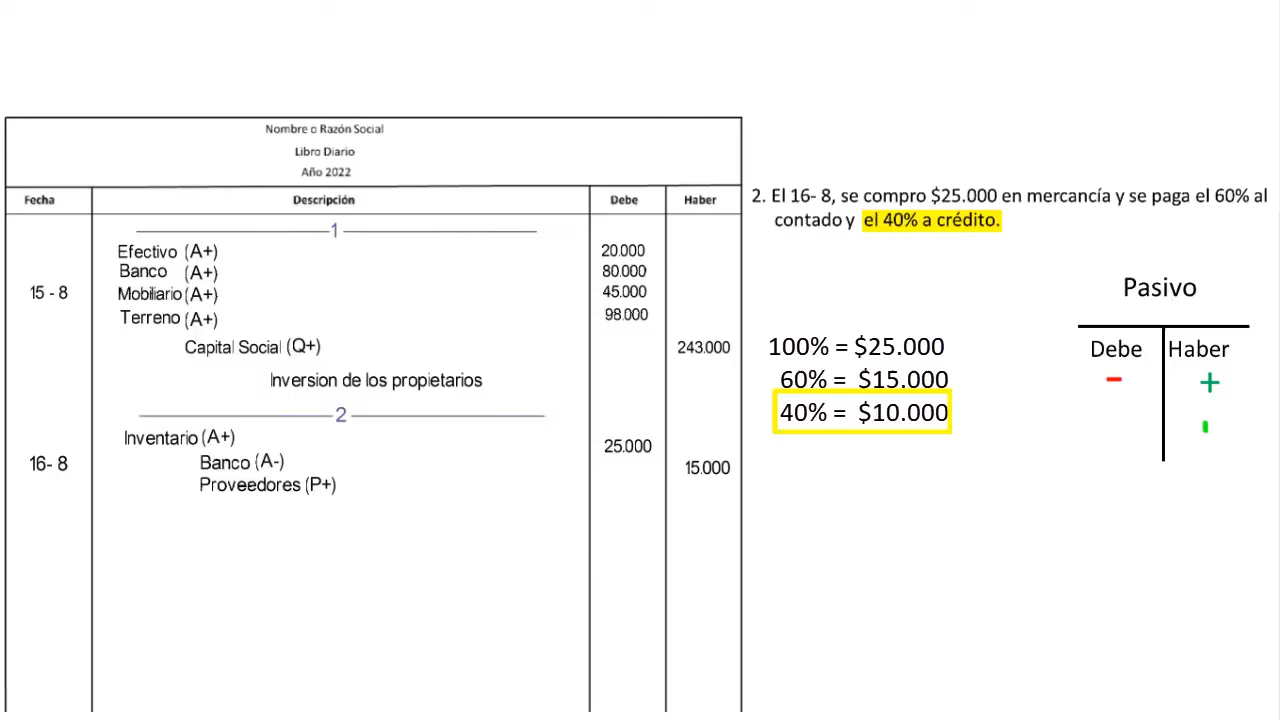 Nombre o Razón Social
Libro Diario
Año 2022
Fecha Descripción Debe Haber
1
Efectivo (A+) 20.000
Banco (A+) 80.000
15 - 8 Mobiliario (A+) 45.000
Terreno (A+) 98.000
Capital Social (Q+) 243.000
Inversion de los propietarios
2
Inventario (A+) 25.000
16- 8 Banco (A-) 15.000
Proveedores (P+)
2. El 16- 8, se compro $25.000 en mercancía y se paga el 60% al
contado y el 40% a crédito.
100% = $25.000
60% = $15.000
40% = $10.000
Pasivo
Debe Haber
- +